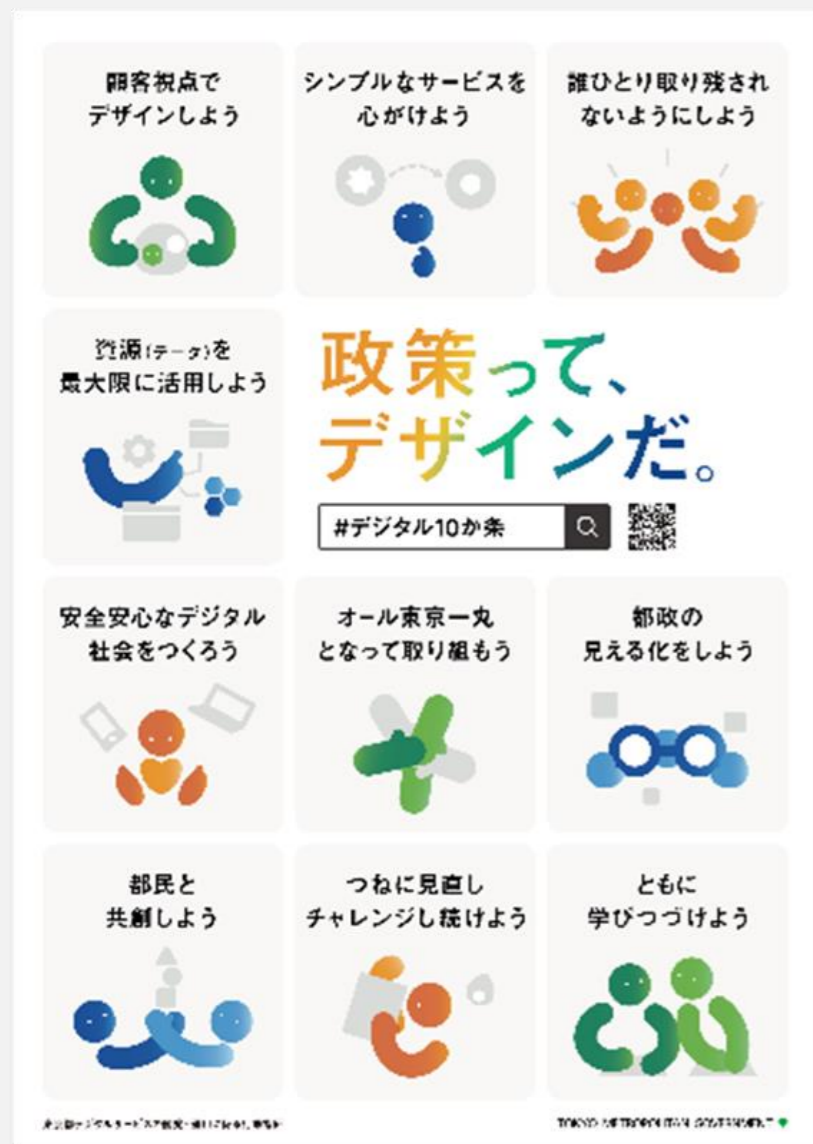 顧客視点で
デザインしよう
シンプルなサービスを
心がけよう
誰ひとり取り残され
ないようにしよう
資源(データ)を
最大限に活用しよう
政策って、
デザインだ。
#デジタル10か条
安全安心なデジタル
社会をつくろう
オール東京一丸
となって取り組もう
都政の
見える化をしよう
都民と
共創しよう
つねに見直し
チャレンジし続けよう
ともに
学びつづけよう
TOKYO METROPOLITAN GOVERNMENT